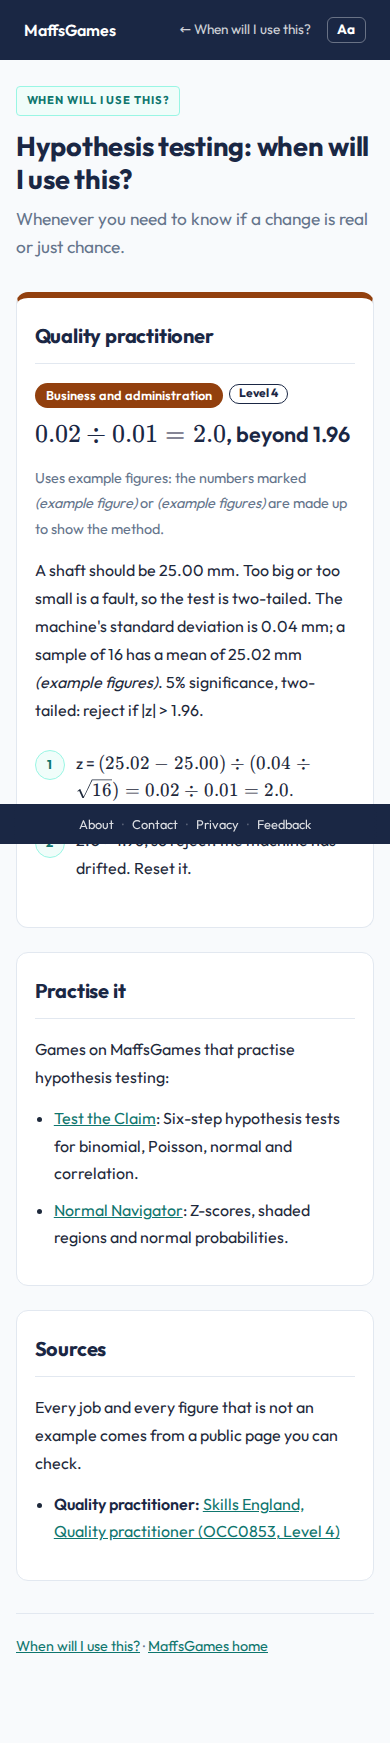 MaffsGames
← When will I use this?
Aa
WHEN WILL I USE THIS?
Hypothesis testing: when will
I use this?
Whenever you need to know if a change is real
or just chance.
Quality practitioner
Business and administration
Level 4
0.02 ÷ 0.01 = 2.0, beyond 1.96
Uses example figures: the numbers marked
(example figure) or (example figures) are made up
to show the method.
A shaft should be 25.00 mm. Too big or too
small is a fault, so the test is two-tailed. The
machine's standard deviation is 0.04 mm; a
sample of 16 has a mean of 25.02 mm
(example figures). 5% significance, two-
tailed: reject if |z| > 1.96.
1
z = (25.02 − 25.00) ÷ (0.04 ÷
√16) = 0.02 ÷ 0.01 = 2.0.
About · Contact · Privacy · Feedback
drifted. Reset it.
Practise it
Games on MaffsGames that practise
hypothesis testing:
• Test the Claim: Six-step hypothesis tests
for binomial, Poisson, normal and
correlation.
• Normal Navigator: Z-scores, shaded
regions and normal probabilities.
Sources
Every job and every figure that is not an
example comes from a public page you can
check.
• Quality practitioner: Skills England,
Quality practitioner (OCC0853, Level 4)
When will I use this? · MaffsGames home